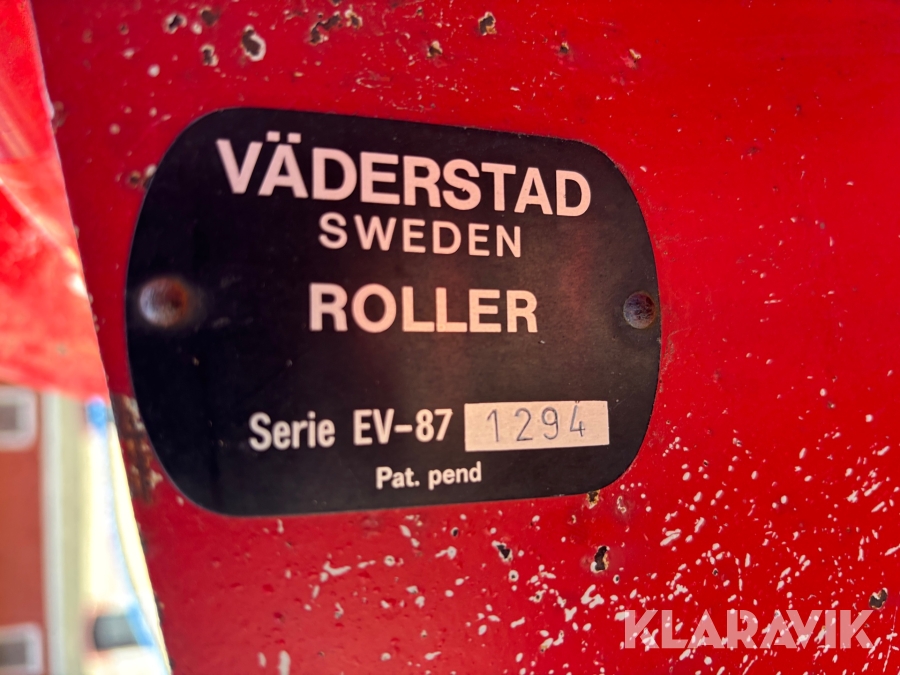 VÄDERSTAD
SWEDEN
ROLLER
Serie EV-87 1294
Pat. pend
KLARAVIK